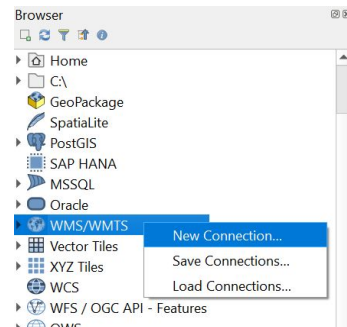 Browser
Home
C:\
GeoPackage
SpatiaLite
PostGIS
SAP HANA
MSSQL
Oracle
WMS/WMTS
New Connection...
Vector Tiles
Save Connections...
XYZ Tiles
WCS
Load Connections...
WFS / OGC API - Features
OWS